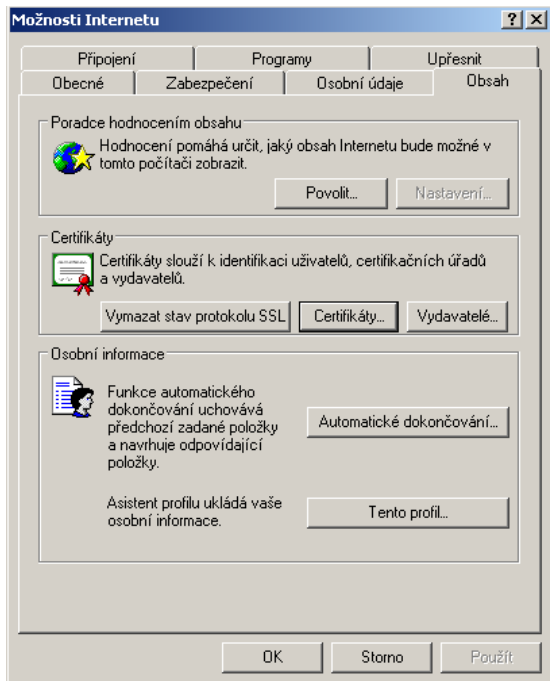 Možnosti Internetu
Připojení Programy Upřesnit
Obecné Zabezpečení Osobní údaje Obsah
Poradce hodnocením obsahu
Hodnocení pomáhá určit, jaký obsah Internetu bude možné v
tomto počítači zobrazit.
Povolit... Nastavení...
Certifikáty
Certifikáty slouží k identifikaci uživatelů, certifikačních úřadů
a vydavatelů.
Vymazat stav protokolu SSL Certifikáty... Vydavatelé...
Osobní informace
Funkce automatického
dokončování uchovává
předchozí zadané položky
a navrhuje odpovídající
položky.
Automatické dokončování...
Asistent profilu ukládá vaše
osobní informace.
Tento profil...
OK Storno Použít